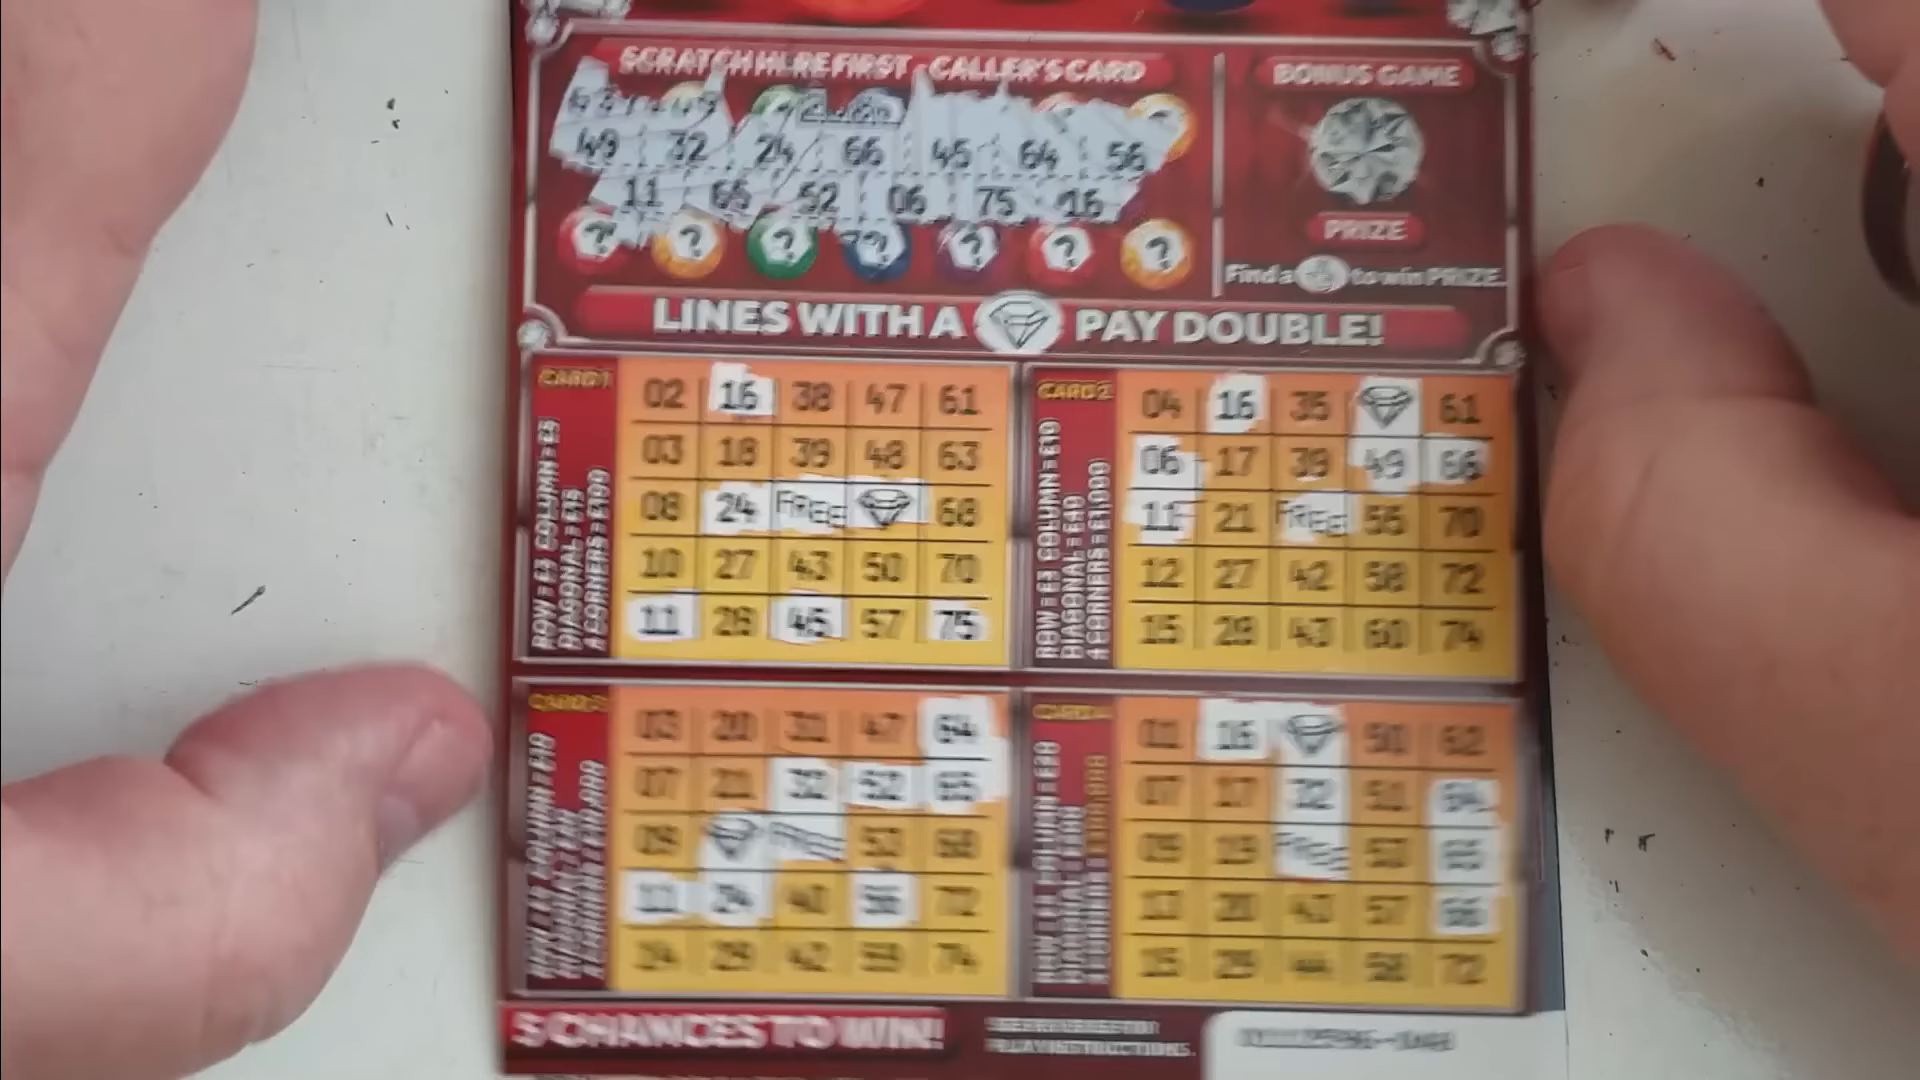 SCRATCH HERE FIRST - CALLER'S CARD
BONUS GAME
49 32 24 66 45 64 56
11 65 52 06 75 16
? ? ? ? ? ? ?
PRIZE
Find a to win PRIZE
LINES WITH A PAY DOUBLE!
CARD 1
ROW = £3 COLUMN = £5
DIAGONAL = £15
4 CORNERS = £100
02 16 38 47 61
03 18 39 48 63
08 24 FREE 68
10 27 43 50 70
11 28 45 57 75
CARD 2
ROW = £5 COLUMN = £10
4 CORNERS = £1,000
04 16 35 61
06 17 39 49 66
11 21 FREE 55 70
12 27 42 58 72
15 28 43 60 74
03 20 31 47 64
07 21 32 52 65
09 FREE 53 68
11 24 40 56 72
24 29 42 59 74
01 16 50 62
07 17 32 51 64
09 19 FREE 53 65
13 20 43 57 66
15 29 44 58 72
5 CHANCES TO WIN!